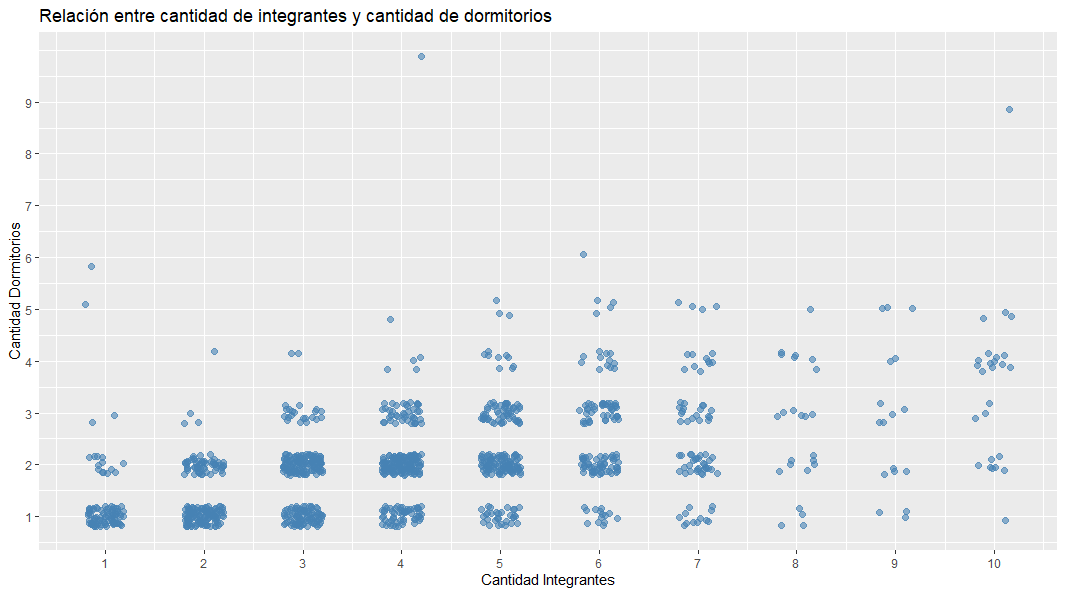 Relación entre cantidad de integrantes y cantidad de dormitorios
Cantidad Dormitorios
9
8
7
6
5
4
3
2
1
1 2 3 4 5 6 7 8 9 10
Cantidad Integrantes